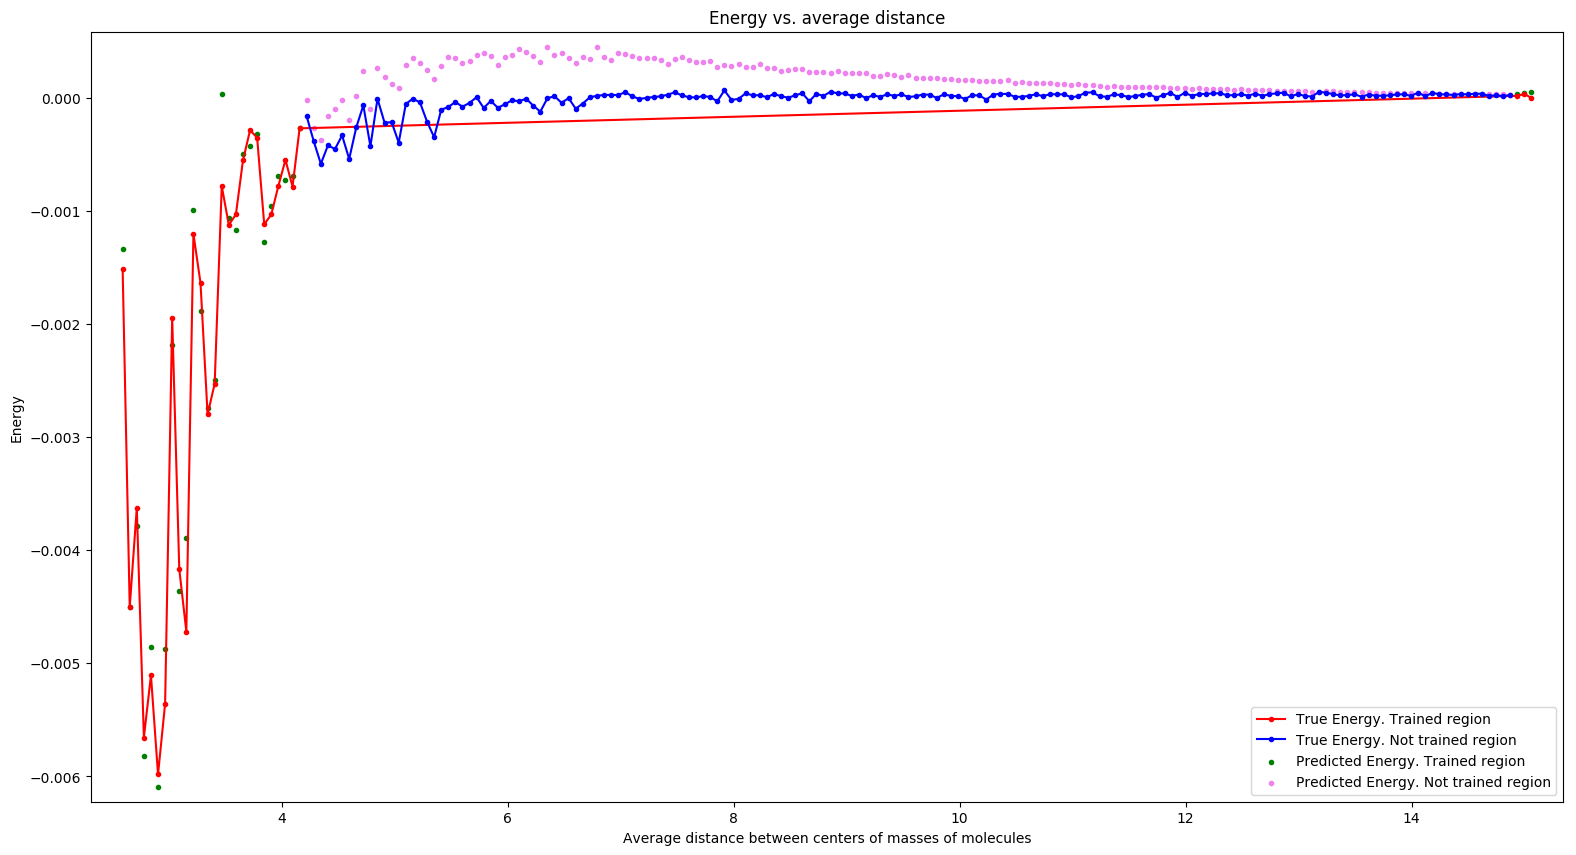 Energy vs. average distance
Energy
0.000
−0.001
−0.002
−0.003
−0.004
−0.005
−0.006
4
6
8
10
12
14
Average distance between centers of masses of molecules
True Energy. Trained region
True Energy. Not trained region
Predicted Energy. Trained region
Predicted Energy. Not trained region